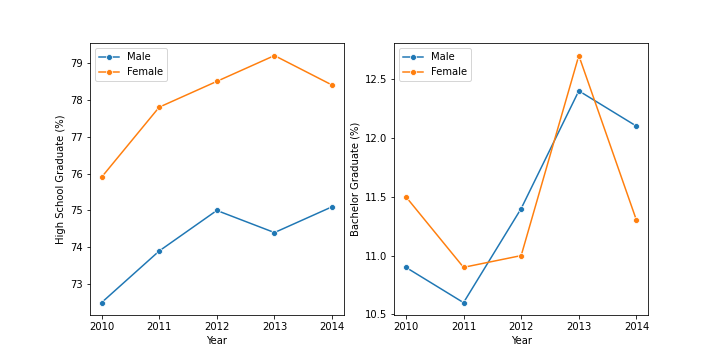 Male
Female
High School Graduate (%)
79
78
77
76
75
74
73
2010 2011 2012 2013 2014
Year
Male
Female
Bachelor Graduate (%)
12.5
12.0
11.5
11.0
10.5
2010 2011 2012 2013 2014
Year